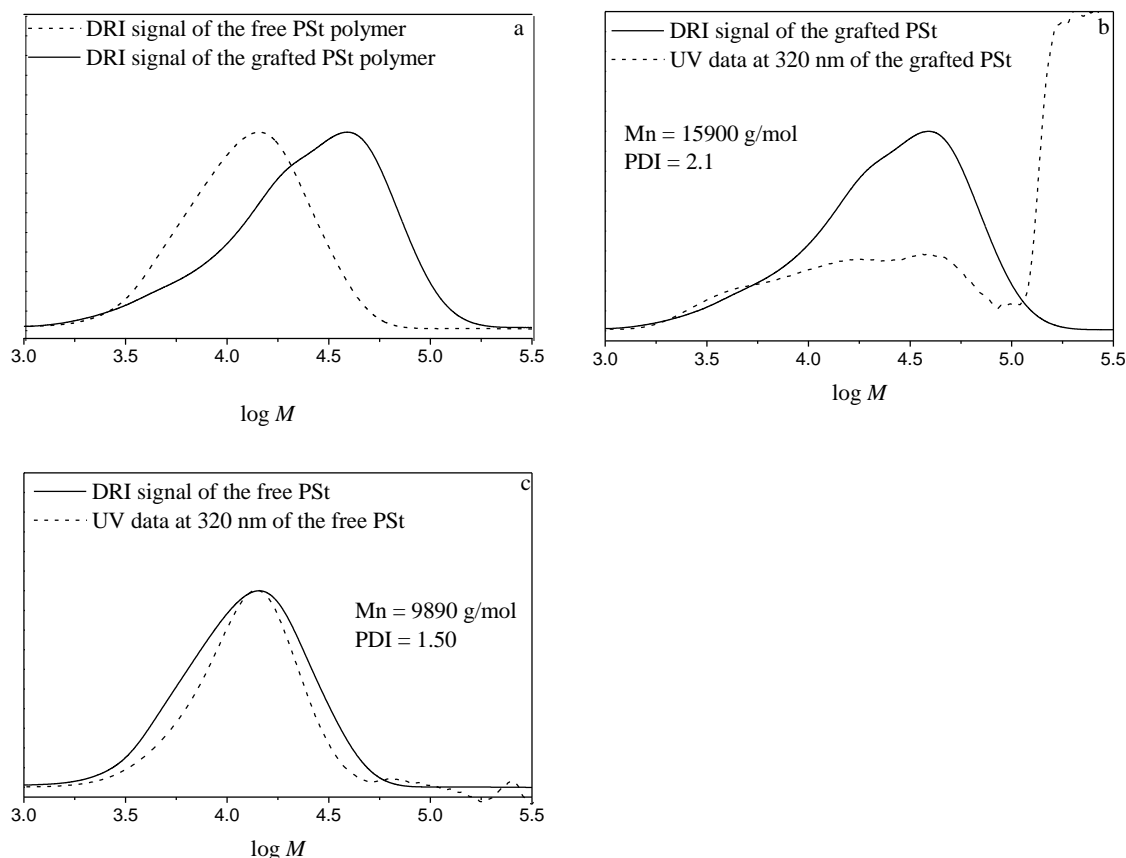 DRI signal of the free PSt polymer
DRI signal of the grafted PSt polymer
a
3.0 3.5 4.0 4.5 5.0 5.5
log M
DRI signal of the grafted PSt
UV data at 320 nm of the grafted PSt
b
Mn = 15900 g/mol
PDI = 2.1
3.0 3.5 4.0 4.5 5.0 5.5
log M
DRI signal of the free PSt
UV data at 320 nm of the free PSt
c
Mn = 9890 g/mol
PDI = 1.50
3.0 3.5 4.0 4.5 5.0 5.5
log M